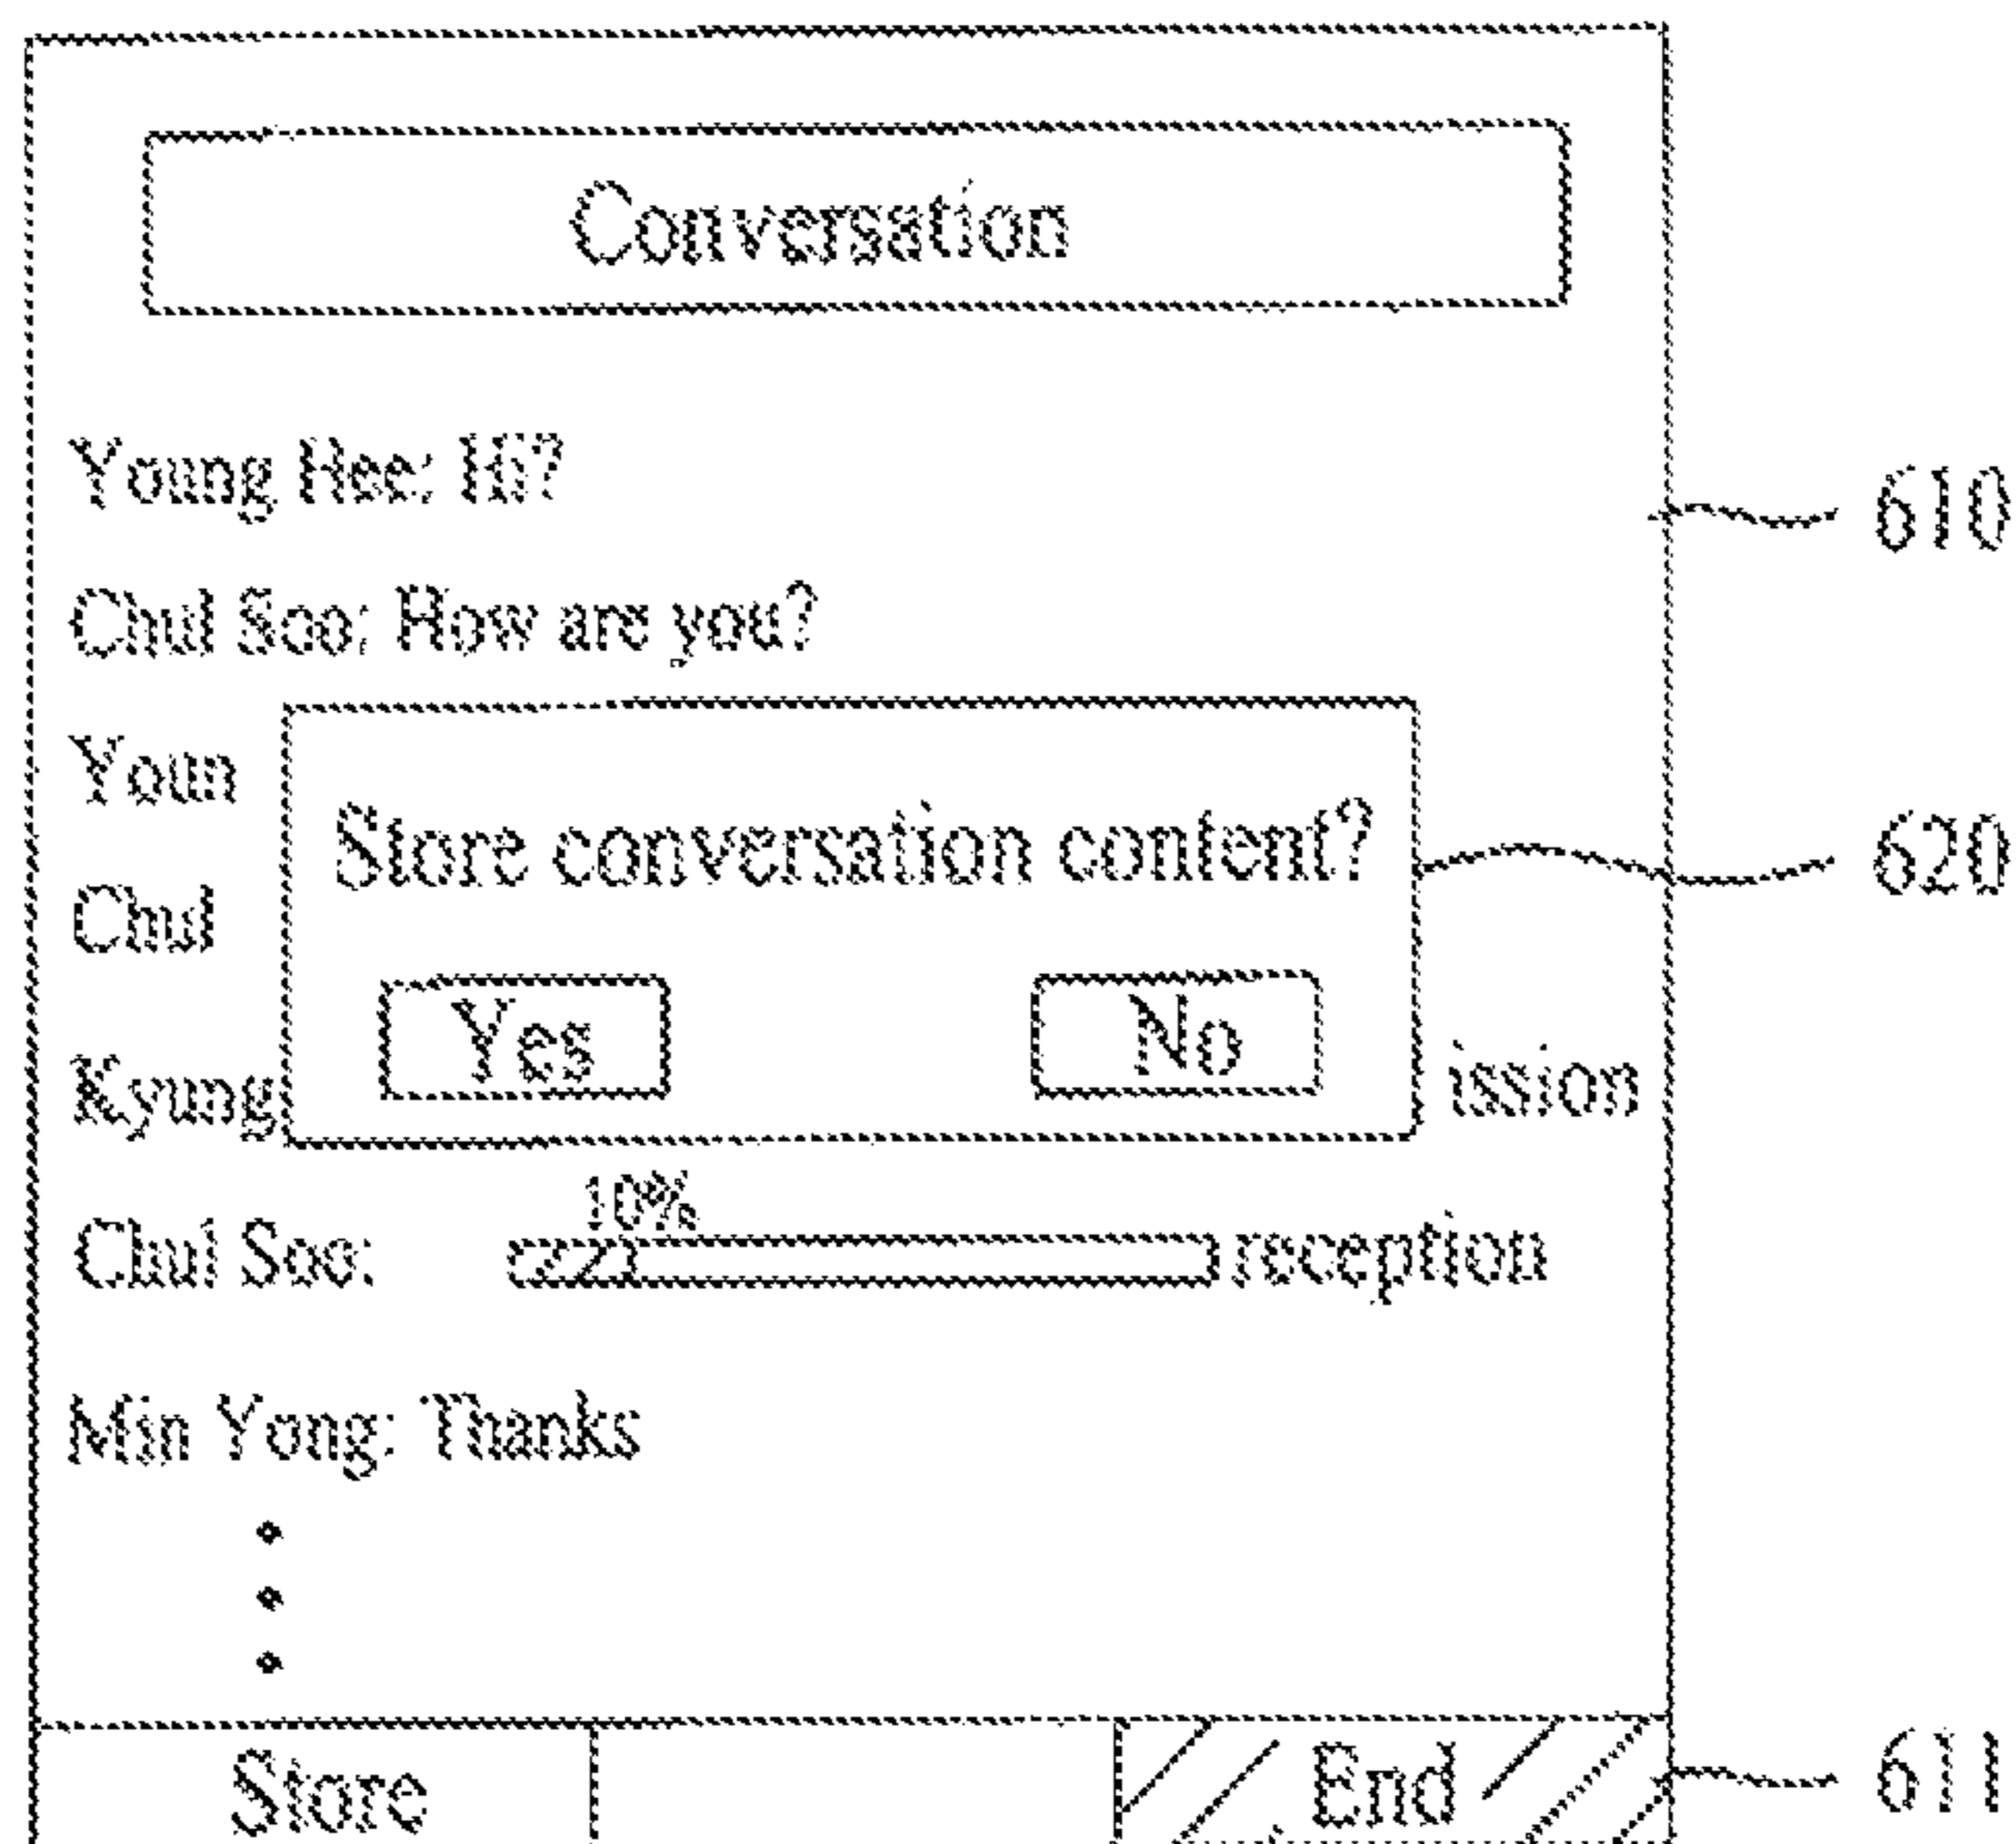 Conversation
Young Hee: Hi?
610
Chul Soo: How are you?
Youn
Store conversation content?
620
Chul
Yes
No
Kyung
ission
10%
Chul Soo:
reception
Min Yong: Thanks
Store
End
611